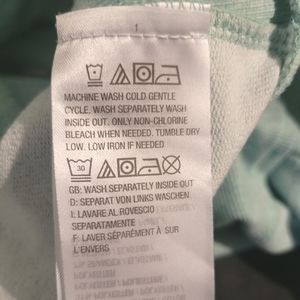 1
MACHINE WASH COLD GENTLE
CYCLE. WASH SEPARATELY WASH
INSIDE OUT. ONLY NON-CHLORINE
BLEACH WHEN NEEDED. TUMBLE DRY
LOW. LOW IRON IF NEEDED
30
GB: WASH SEPARATELY INSIDE OUT
D: SEPARAT VON LINKS WASCHEN.
I: LAVARE AL ROVESCIO
SEPARATAMENTE
F: LAVER SÉPARÉMENT À SUR
L'ENVERS